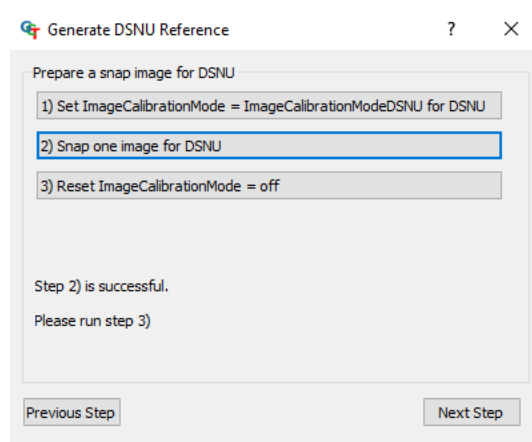 Generate DSNU Reference
?
Prepare a snap image for DSNU
1) Set ImageCalibrationMode = ImageCalibrationModeDSNU for DSNU
2) Snap one image for DSNU
3) Reset ImageCalibrationMode = off
Step 2) is successful.
Please run step 3)
Previous Step
Next Step